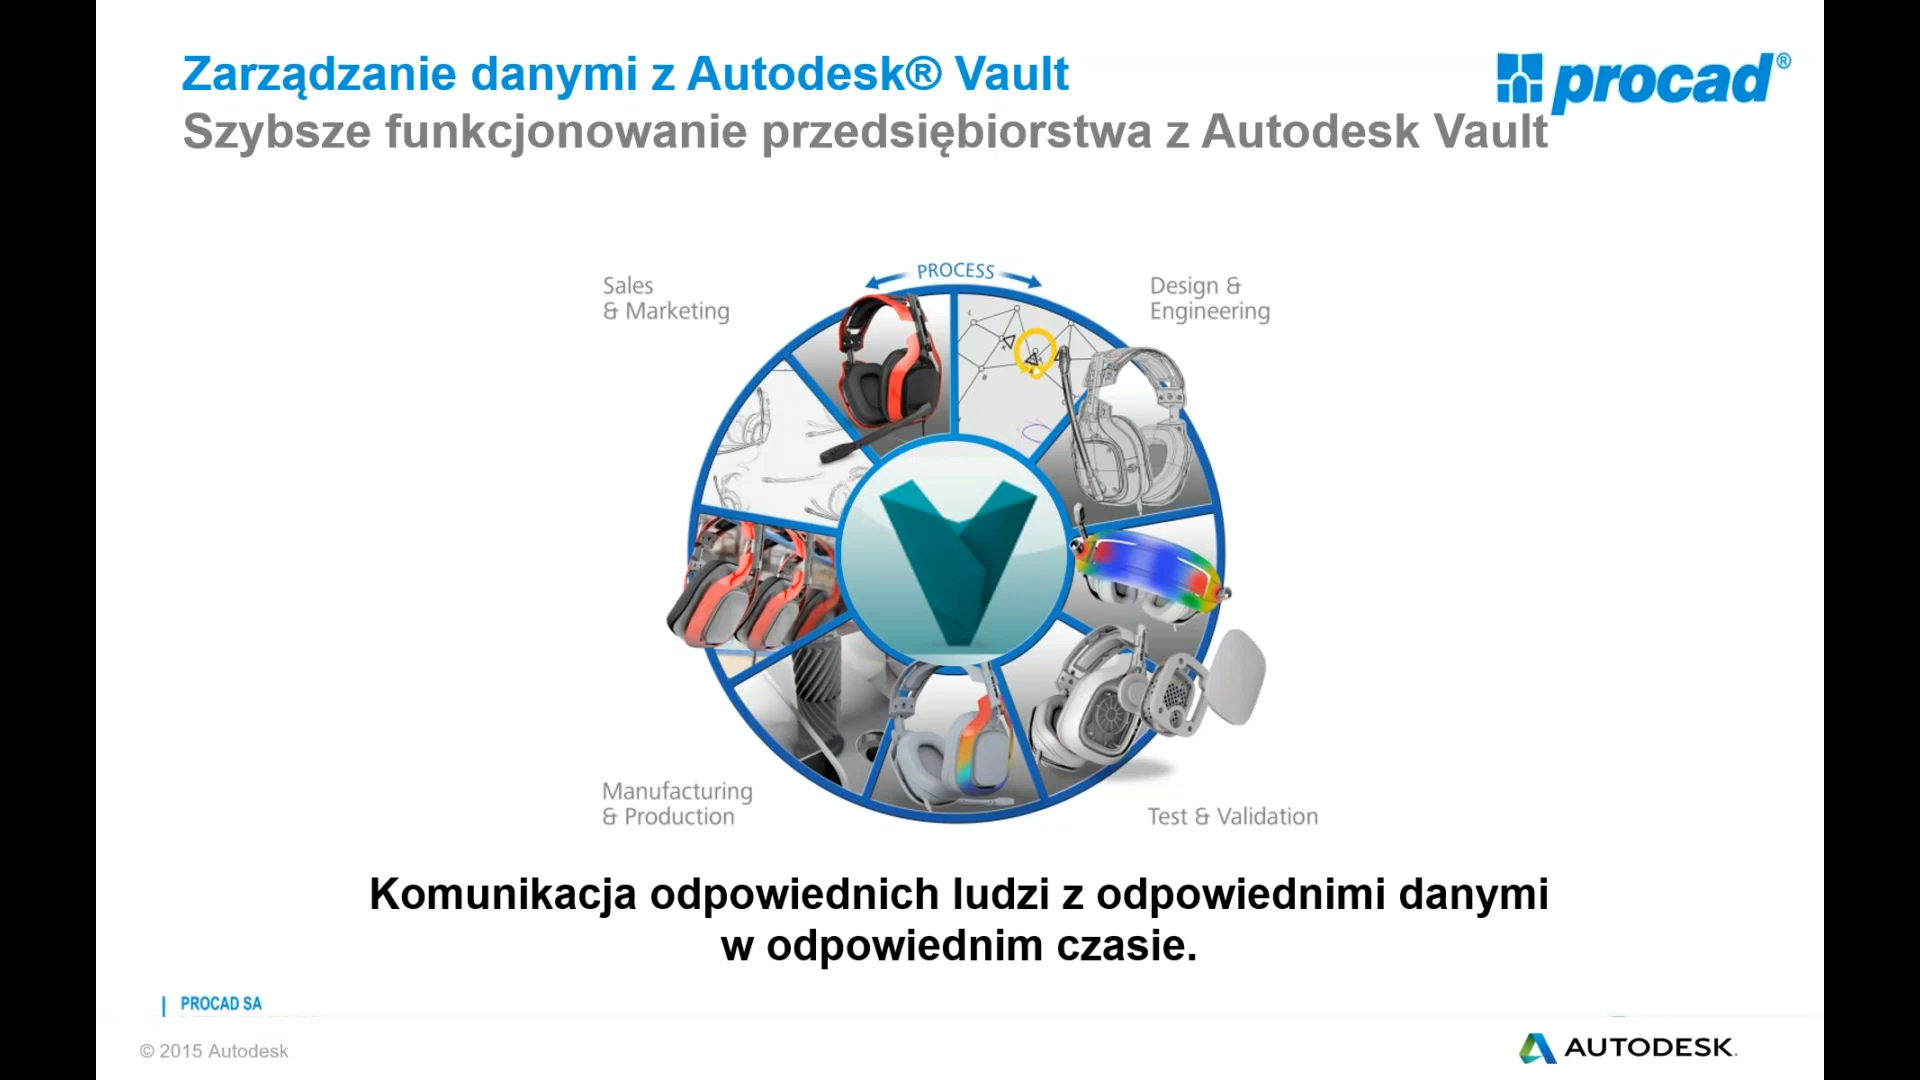 Zarządzanie danymi z Autodesk® Vault
procad®
Szybsze funkcjonowanie przedsiębiorstwa z Autodesk Vault
PROCESS
Sales
& Marketing
Design &
Engineering
Manufacturing
& Production
Test & Validation
Komunikacja odpowiednich ludzi z odpowiednimi danymi
w odpowiednim czasie.
PROCAD SA
© 2015 Autodesk
AUTODESK.